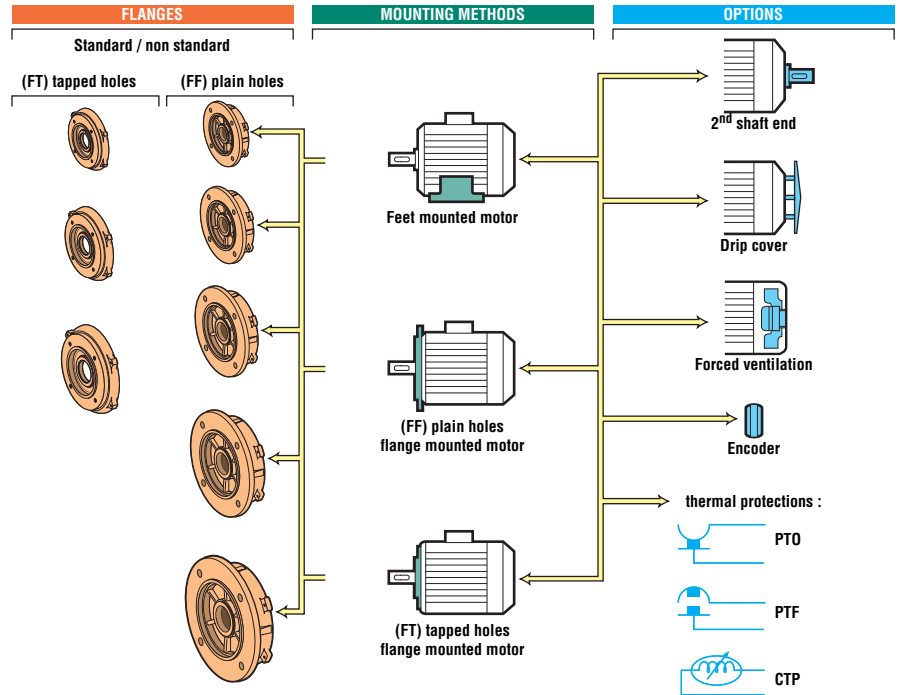 FLANGES
Standard / non standard
(FT) tapped holes
(FF) plain holes
MOUNTING METHODS
Feet mounted motor
(FF) plain holes
flange mounted motor
(FT) tapped holes
flange mounted motor
OPTIONS
2nd shaft end
Drip cover
Forced ventilation
Encoder
thermal protections :
PTO
PTF
CTP